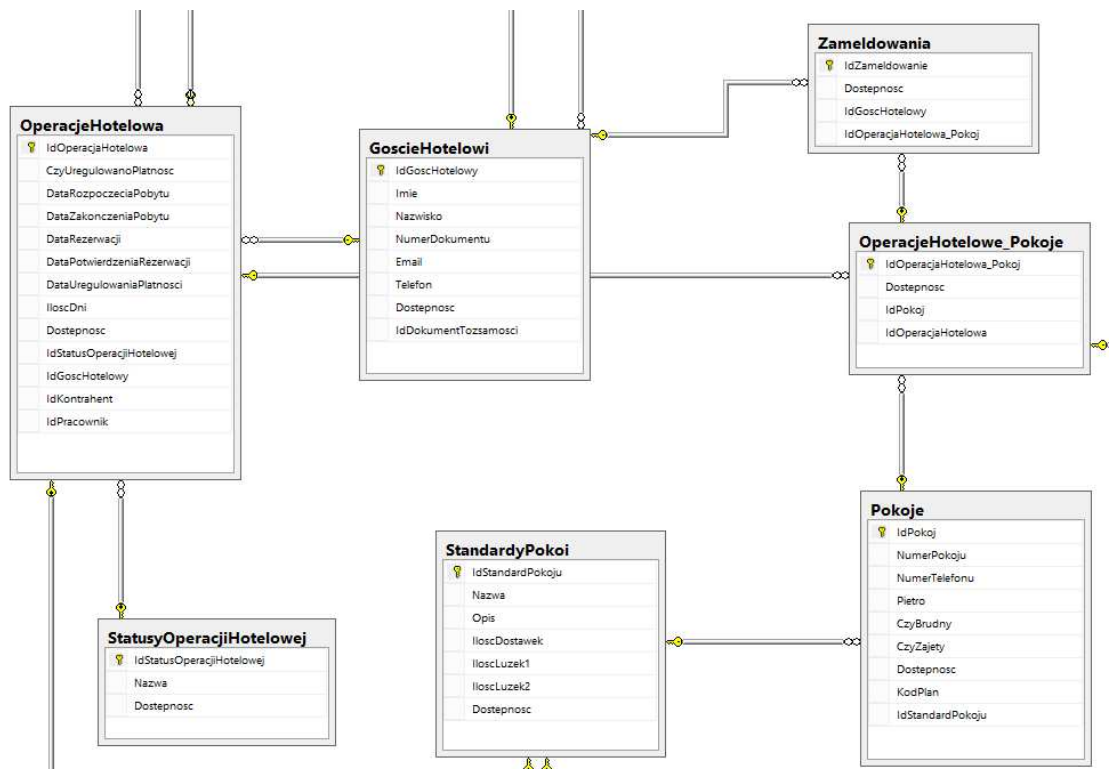 OperacjeHotelowa
IdOperacjaHotelowa
CzyUregulowanoPlatnosc
DataRozpoczeciaPobytu
DataZakonczeniaPobytu
DataRezerwacji
DataPotwierdzeniaRezerwacji
DataUregulowaniaPlatnosci
IloscDni
Dostepnosc
IdStatusOperacjiHotelowej
IdGoscHotelowy
IdKontrahent
IdPracownik
GoscieHotelowi
IdGoscHotelowy
Imie
Nazwisko
NumerDokumentu
Email
Telefon
Dostepnosc
IdDokumentTozsamosci
Zameldowania
IdZameldowanie
Dostepnosc
IdGoscHotelowy
IdOperacjaHotelowa_Pokoj
OperacjeHotelowe_Pokoje
IdOperacjaHotelowa_Pokoj
Dostepnosc
IdPokoj
IdOperacjaHotelowa
StatusyOperacjiHotelowej
IdStatusOperacjiHotelowej
Nazwa
Dostepnosc
StandardyPokoi
IdStandardPokoju
Nazwa
Opis
IloscDostawek
IloscLuzek1
IloscLuzek2
Dostepnosc
Pokoje
IdPokoj
NumerPokoju
NumerTelefonu
Pietro
CzyBrudny
CzyZajety
Dostepnosc
KodPlan
IdStandardPokoju